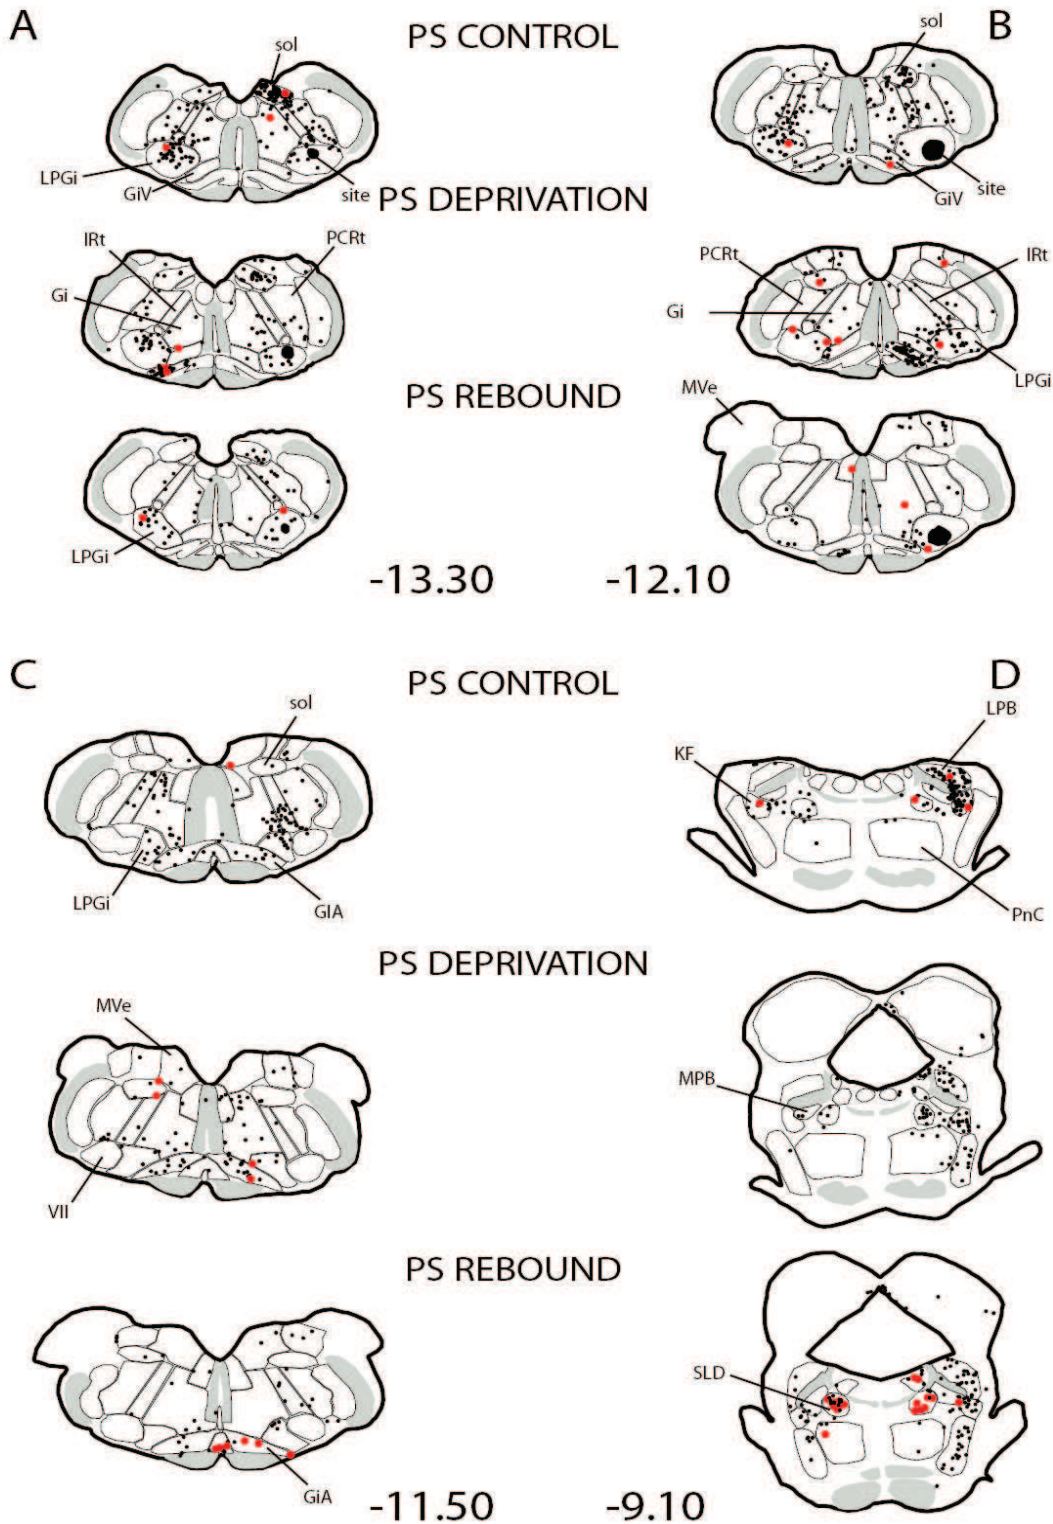 A
PS CONTROL
B
sol
sol
LPGi
GiV
site
GiV
site
PS DEPRIVATION
IRt
PCRt
PCRt
IRt
Gi
Gi
LPGi
PS REBOUND
MVe
LPGi
-13.30
-12.10
C
PS CONTROL
D
sol
LPB
KF
LPGi
GIA
PnC
PS DEPRIVATION
MVe
MPB
VII
PS REBOUND
SLD
GiA
-11.50
-9.10